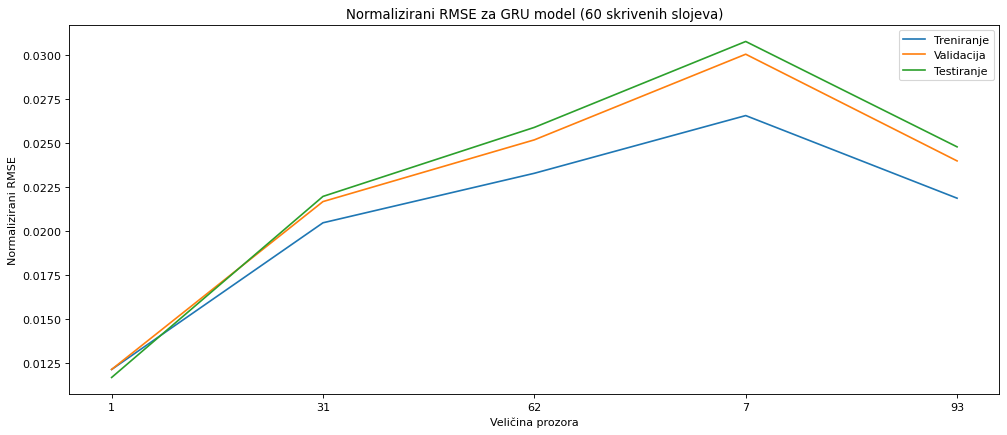 Normalizirani RMSE za GRU model (60 skrivenih slojeva)
Treniranje
Validacija
Testiranje
Normalizirani RMSE
0.0300
0.0275
0.0250
0.0225
0.0200
0.0175
0.0150
0.0125
1 31 62 7 93
Veličina prozora